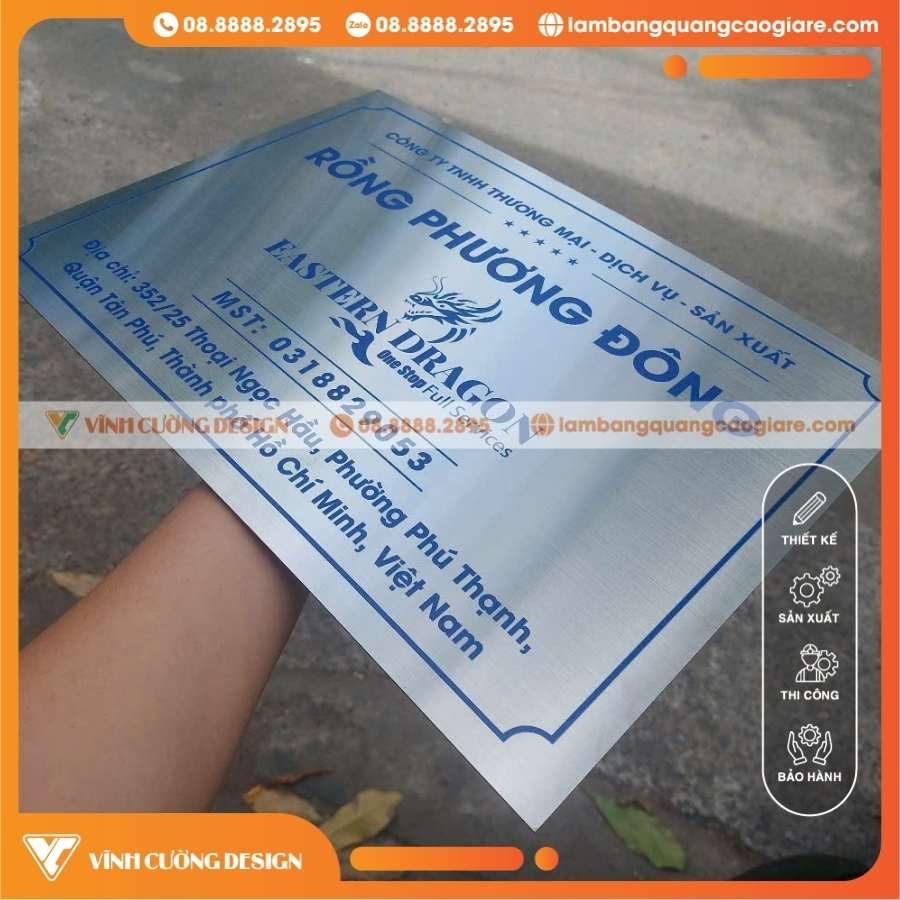 08.8888.2895 Zalo 08.8888.2895 lambangquangcaogiare.com
CÔNG TY TNHH THƯƠNG MẠI - DỊCH VỤ - SẢN XUẤT
RỒNG PHƯƠNG ĐÔNG
EASTERN DRAGON
One Stop Full Services
MST: 0318829053
Địa chỉ: 352/25 Thoại Ngọc Hầu, Phường Phú Thạnh,
Quận Tân Phú, Thành phố Hồ Chí Minh, Việt Nam
VĨNH CƯỜNG DESIGN 08.8888.2895 lambangquangcaogiare.com
THIẾT KẾ
SẢN XUẤT
THI CÔNG
BẢO HÀNH
VĨNH CƯỜNG DESIGN